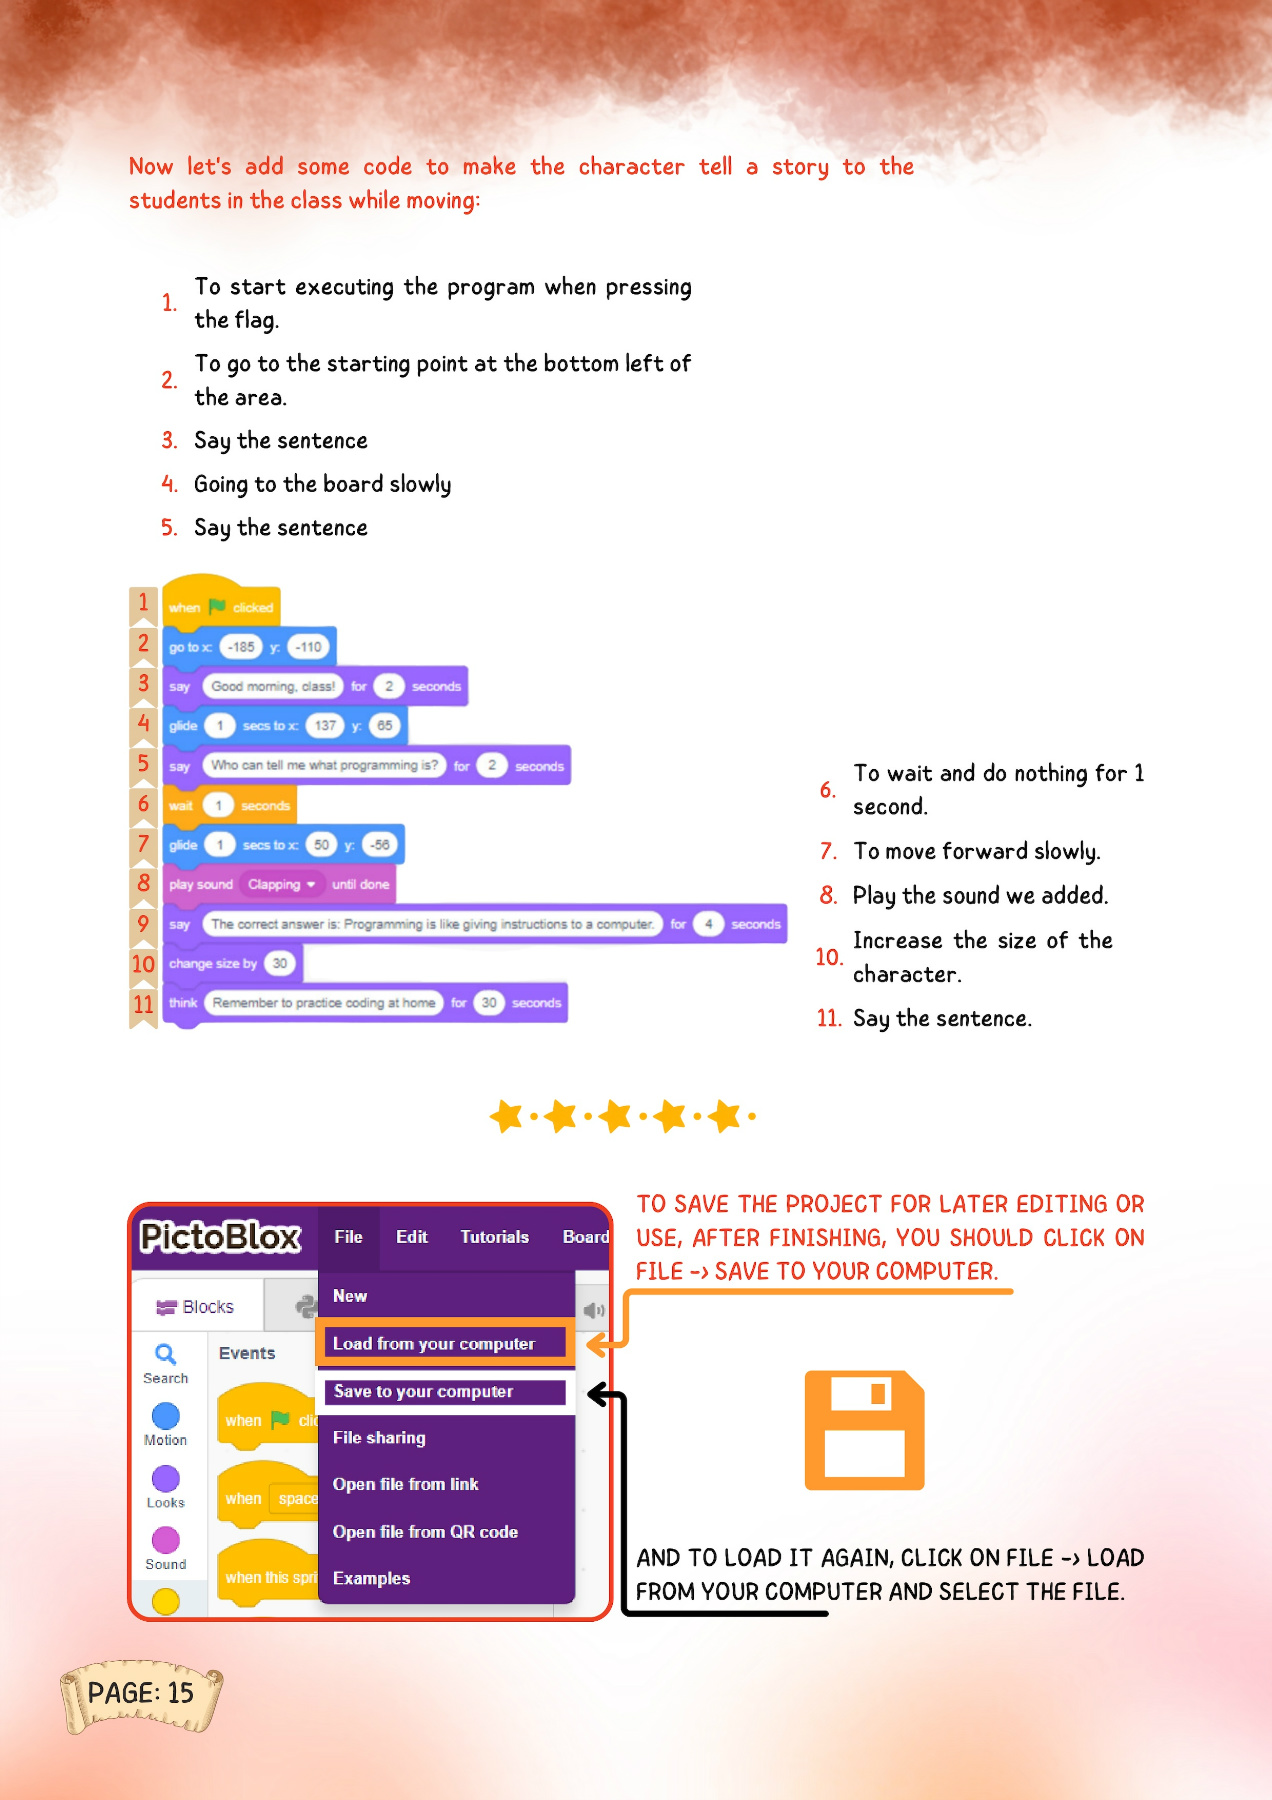 Now let's add some code to make the character tell a story to the
students in the class while moving:
1. To start executing the program when pressing
the flag.
2. To go to the starting point at the bottom left of
the area.
3. Say the sentence
4. Going to the board slowly
5. Say the sentence
1 when clicked
2 go to x: -185 y: -110
3 say Good morning, class! for 2 seconds
4 glide 1 secs to x: 137 y: 65
5 say Who can tell me what programming is? for 2 seconds
6 wait 1 seconds
7 glide 1 secs to x: 50 y: -56
8 play sound Clapping until done
9 say The correct answer is: Programming is like giving instructions to a computer. for 4 seconds
10 change size by 30
11 think Remember to practice coding at home for 30 seconds
6. To wait and do nothing for 1
second.
7. To move forward slowly.
8. Play the sound we added.
10. Increase the size of the
character.
11. Say the sentence.
PictoBlox File Edit Tutorials Board
Blocks
Search
Motion
Looks
Sound
Events
when clic
when space
when this spri
New
Load from your computer
Save to your computer
File sharing
Open file from link
Open file from QR code
Examples
TO SAVE THE PROJECT FOR LATER EDITING OR
USE, AFTER FINISHING, YOU SHOULD CLICK ON
FILE -> SAVE TO YOUR COMPUTER.
AND TO LOAD IT AGAIN, CLICK ON FILE -> LOAD
FROM YOUR COMPUTER AND SELECT THE FILE.
PAGE: 15